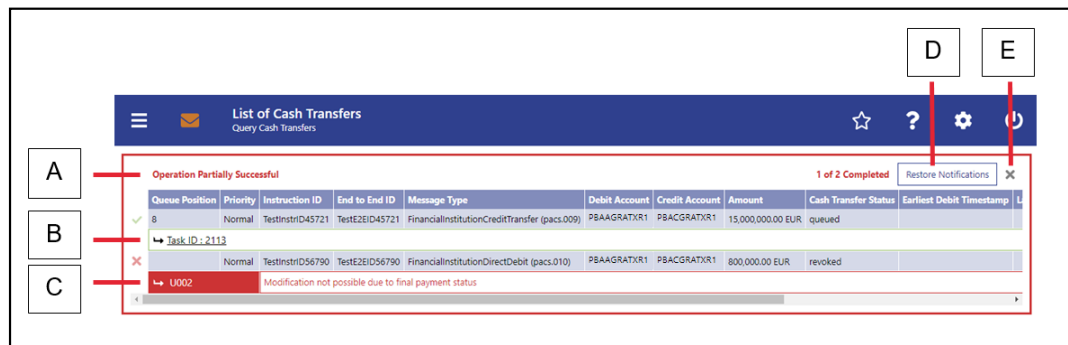 D E
List of Cash Transfers
Query Cash Transfers
?
A
Operation Partially Successful 1 of 2 Completed Restore Notifications
Queue Position Priority Instruction ID End to End ID Message Type Debit Account Credit Account Amount Cash Transfer Status Earliest Debit Timestamp
8 Normal TestInstrID45721 TestE2EID45721 FinancialInstitutionCreditTransfer (pacs.009) PBAAGRATXR1 PBACGRATXR1 15,000,000.00 EUR queued
B
Task ID : 2113
Normal TestInstrID56790 TestE2EID56790 FinancialInstitutionDirectDebit (pacs.010) PBAAGRATXR1 PBACGRATXR1 800,000.00 EUR revoked
C
U002 Modification not possible due to final payment status